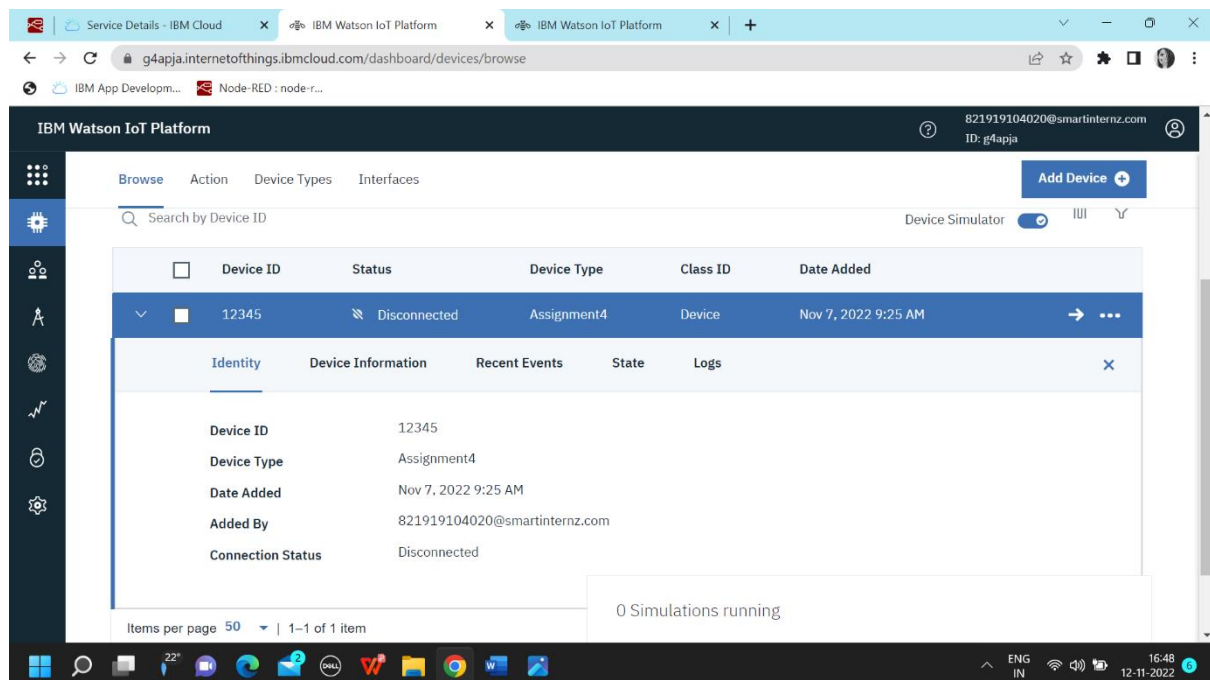 Service Details - IBM Cloud IBM Watson IoT Platform IBM Watson IoT Platform
g4apja.internetofthings.ibmcloud.com/dashboard/devices/browse
IBM App Developm... Node-RED : node-r...
IBM Watson IoT Platform
821919104020@smartinternz.com
ID: g4apja
Browse Action Device Types Interfaces Add Device
Search by Device ID Device Simulator
Device ID Status Device Type Class ID Date Added
12345 Disconnected Assignment4 Device Nov 7, 2022 9:25 AM
Identity Device Information Recent Events State Logs
Device ID 12345
Device Type Assignment4
Date Added Nov 7, 2022 9:25 AM
Added By 821919104020@smartinternz.com
Connection Status Disconnected
0 Simulations running
Items per page 50 | 1–1 of 1 item
22° 2 DELL W W ENG 16:48
IN 12-11-2022 6